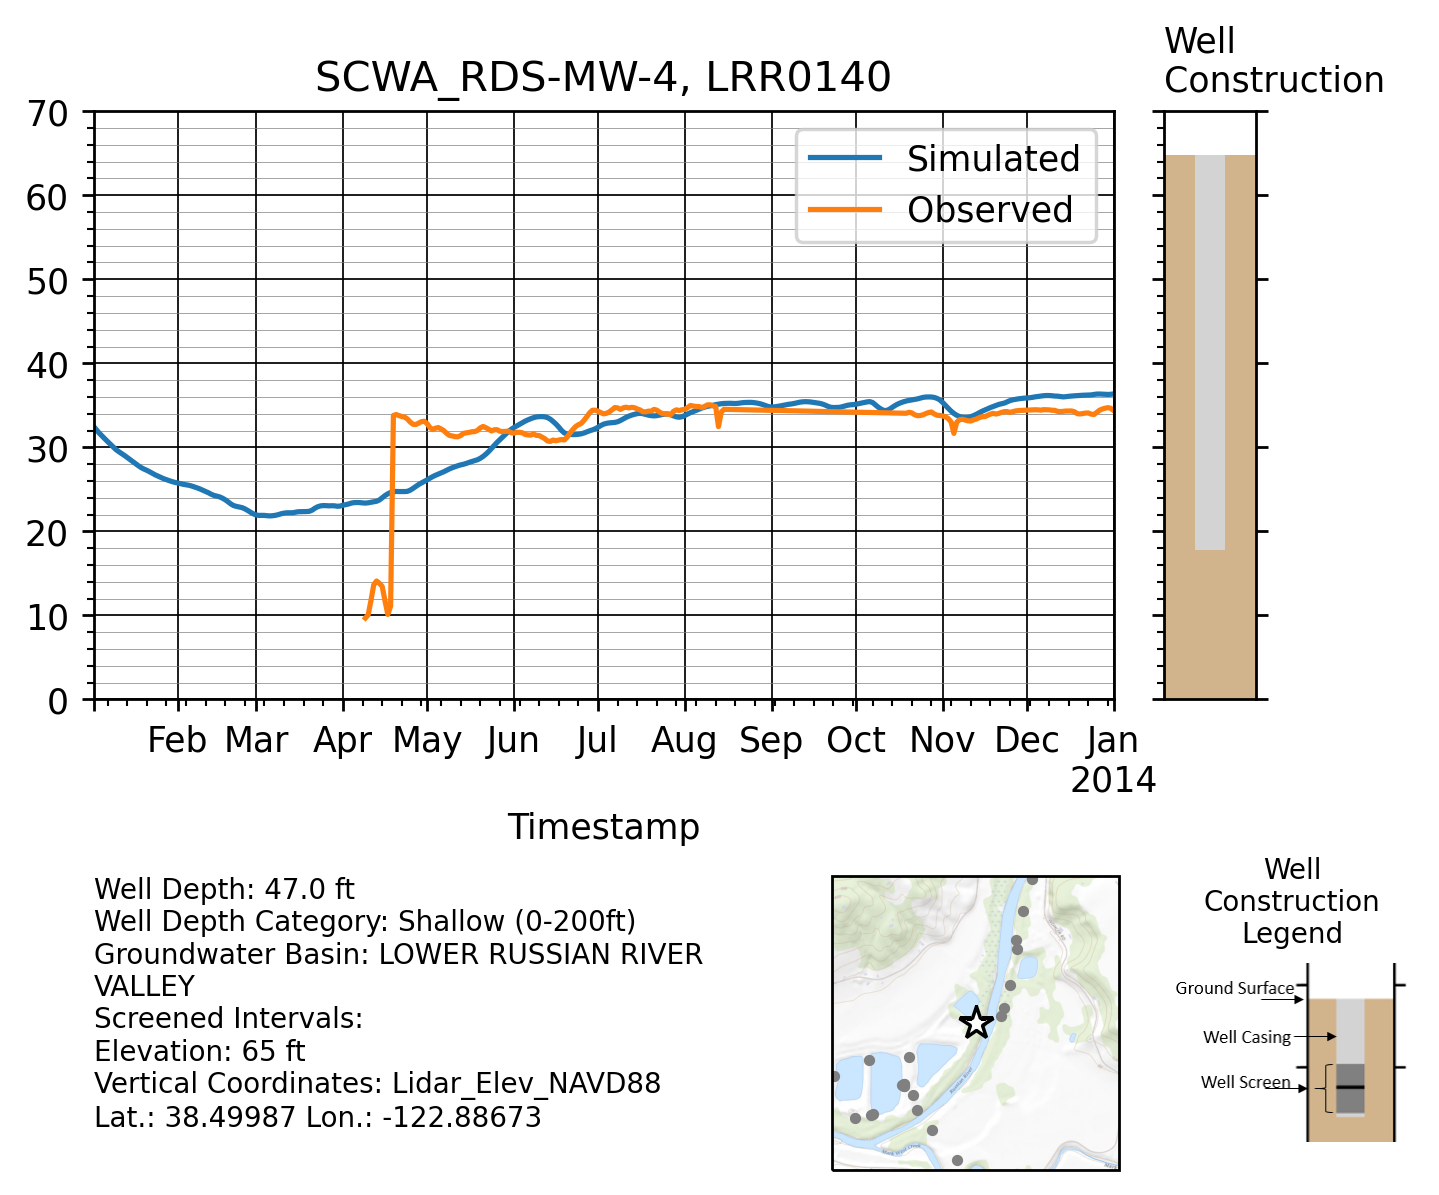 Well
Construction
SCWA_RDS-MW-4, LRR0140
70
60
50
40
30
20
10
0
Simulated
Observed
Feb Mar Apr May Jun Jul Aug Sep Oct Nov Dec Jan
2014
Timestamp
Well Depth: 47.0 ft
Well Depth Category: Shallow (0-200ft)
Groundwater Basin: LOWER RUSSIAN RIVER
VALLEY
Screened Intervals:
Elevation: 65 ft
Vertical Coordinates: Lidar_Elev_NAVD88
Lat.: 38.49987 Lon.: -122.88673
Well
Construction
Legend
Ground Surface
Well Casing
Well Screen